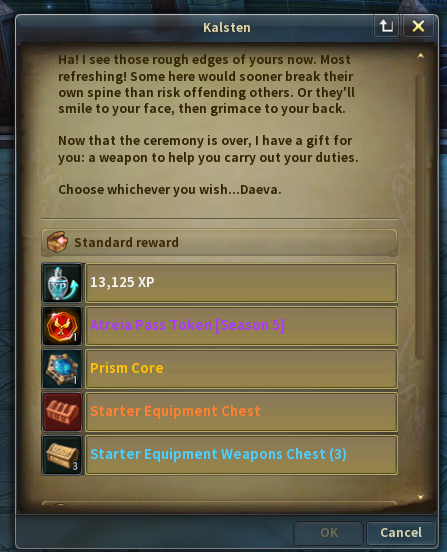 Kalsten
Ha! I see those rough edges of yours now. Most
refreshing! Some here would sooner break their
own spine than risk offending others. Or they'll
smile to your face, then grimace to your back.
Now that the ceremony is over, I have a gift for
you: a weapon to help you carry out your duties.
Choose whichever you wish...Daeva.
Standard reward
XP
13,125 XP
1
Atreia Pass Token [Season 5]
1
Prism Core
Starter Equipment Chest
3
Starter Equipment Weapons Chest (3)
OK
Cancel